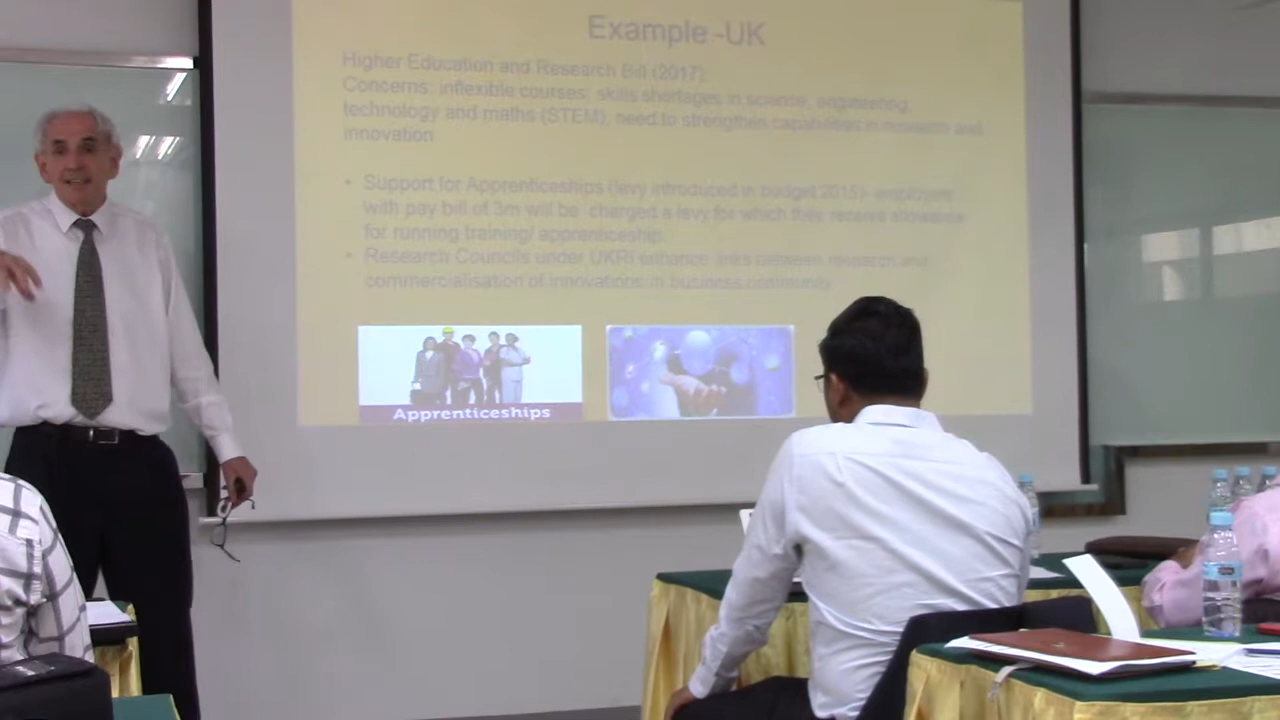 Example -UK
Higher Education and Research Bill (2017):
Concerns: inflexible courses; skills shortages in science, engineering,
technology and maths (STEM), need to strengthen capabilities in research and
innovation
• Support for Apprenticeships (levy introduced in budget 2015)- employers
with pay bill of 3m will be charged a levy for which they receive allowance
for running training/ apprenticeship.
• Research Councils under UKRI enhance links between research and
commercialisation of innovations in business community
Apprenticeships